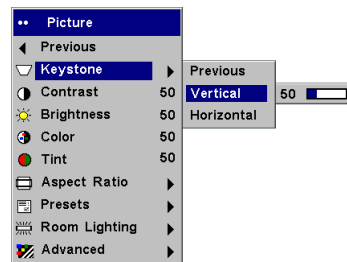 Picture
Previous
Keystone
Previous
Contrast 50
Vertical 50
Brightness 50
Horizontal
Color 50
Tint 50
Aspect Ratio
Presets
Room Lighting
Advanced